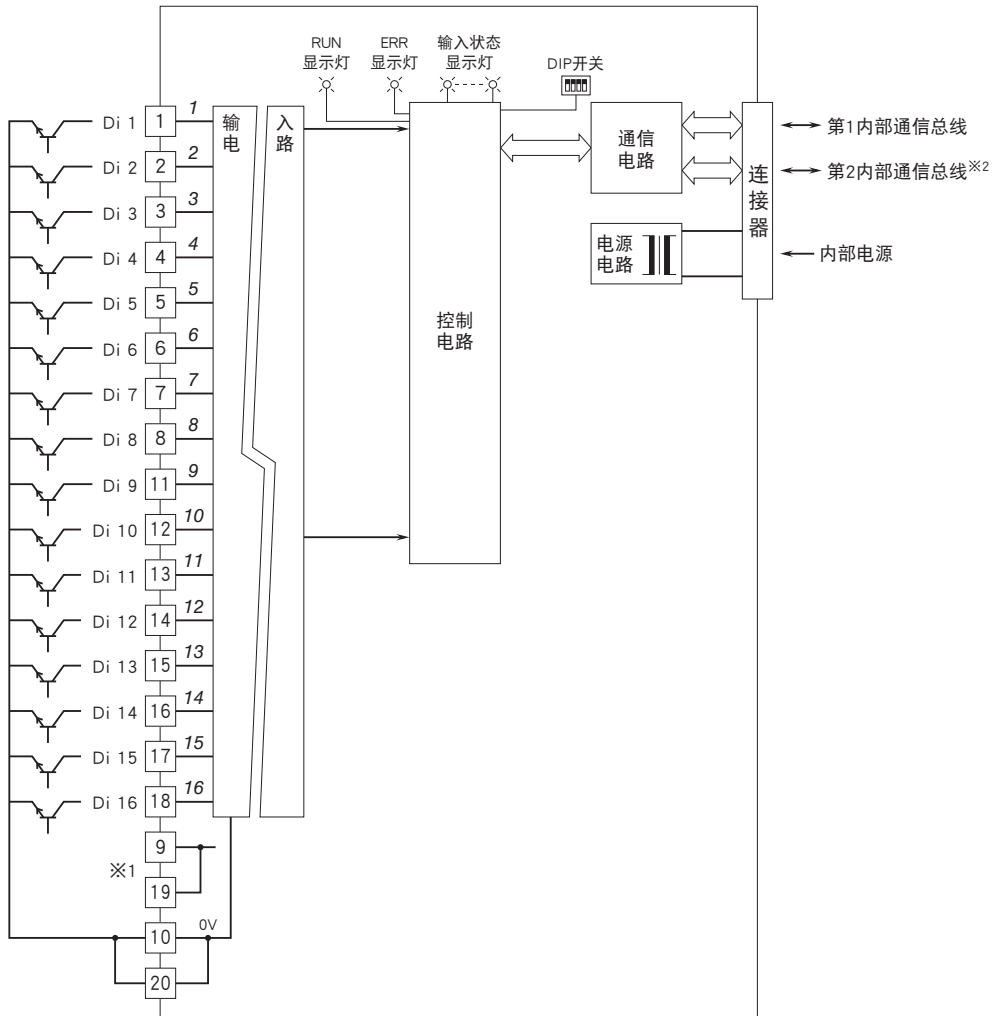 RUN
显示灯
ERR
显示灯
输入状态
显示灯
DIP开关
Di 1 1 1
Di 2 2 2
Di 3 3 3
Di 4 4 4
Di 5 5 5
Di 6 6 6
Di 7 7 7
Di 8 8 8
Di 9 11 9
Di 10 12 10
Di 11 13 11
Di 12 14 12
Di 13 15 13
Di 14 16 14
Di 15 17 15
Di 16 18 16
9
※1
19
10 0V
20
输 入
电 路
控制
电路
通信
电路
电源
电路
连
接
器
第1内部通信总线
第2内部通信总线※2
内部电源